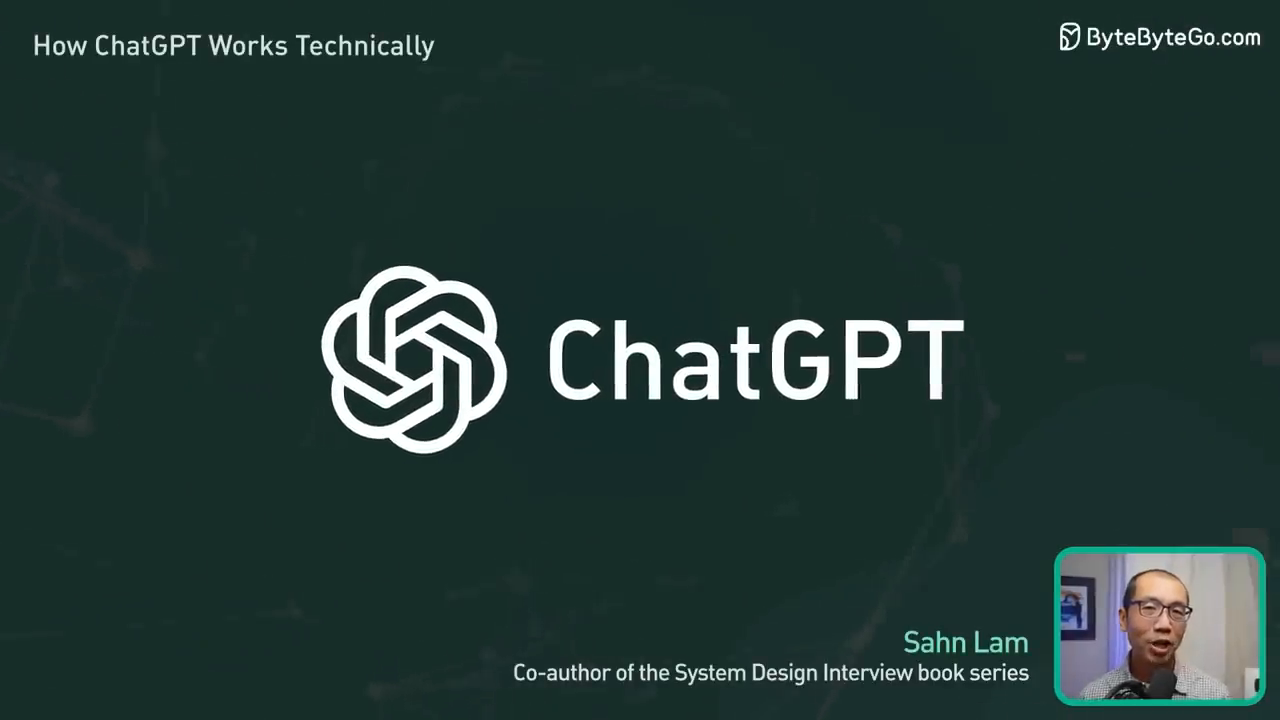 How ChatGPT Works Technically
ByteByteGo.com
ChatGPT
Sahn Lam
Co-author of the System Design Interview book series